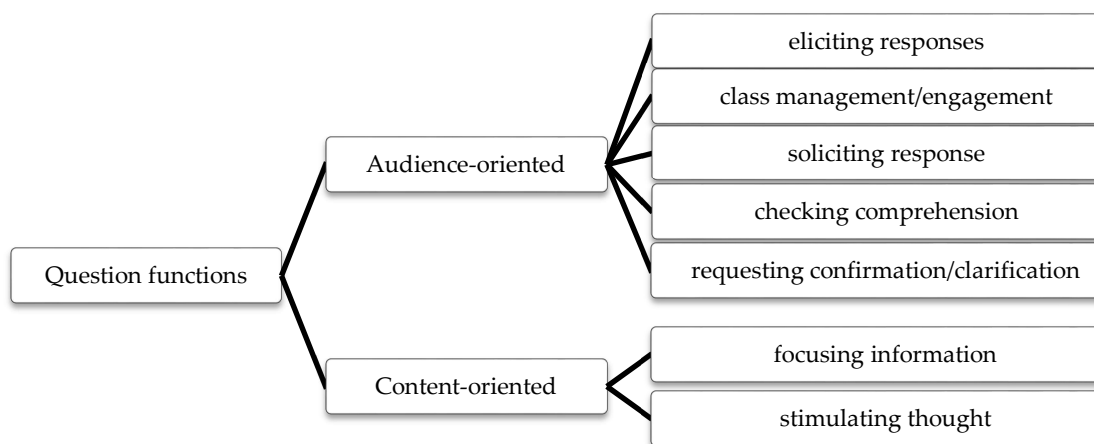 eliciting responses
class management/engagement
soliciting response
checking comprehension
requesting confirmation/clarification
Audience-oriented
Question functions
focusing information
Content-oriented
stimulating thought